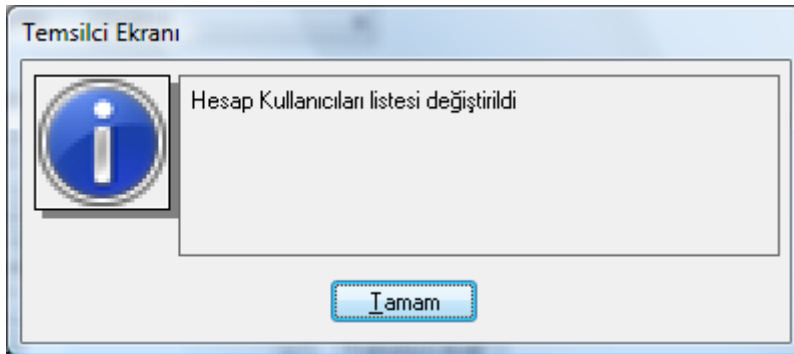 Temsilci Ekranı
Hesap Kullanıcıları listesi değiştirildi
Tamam